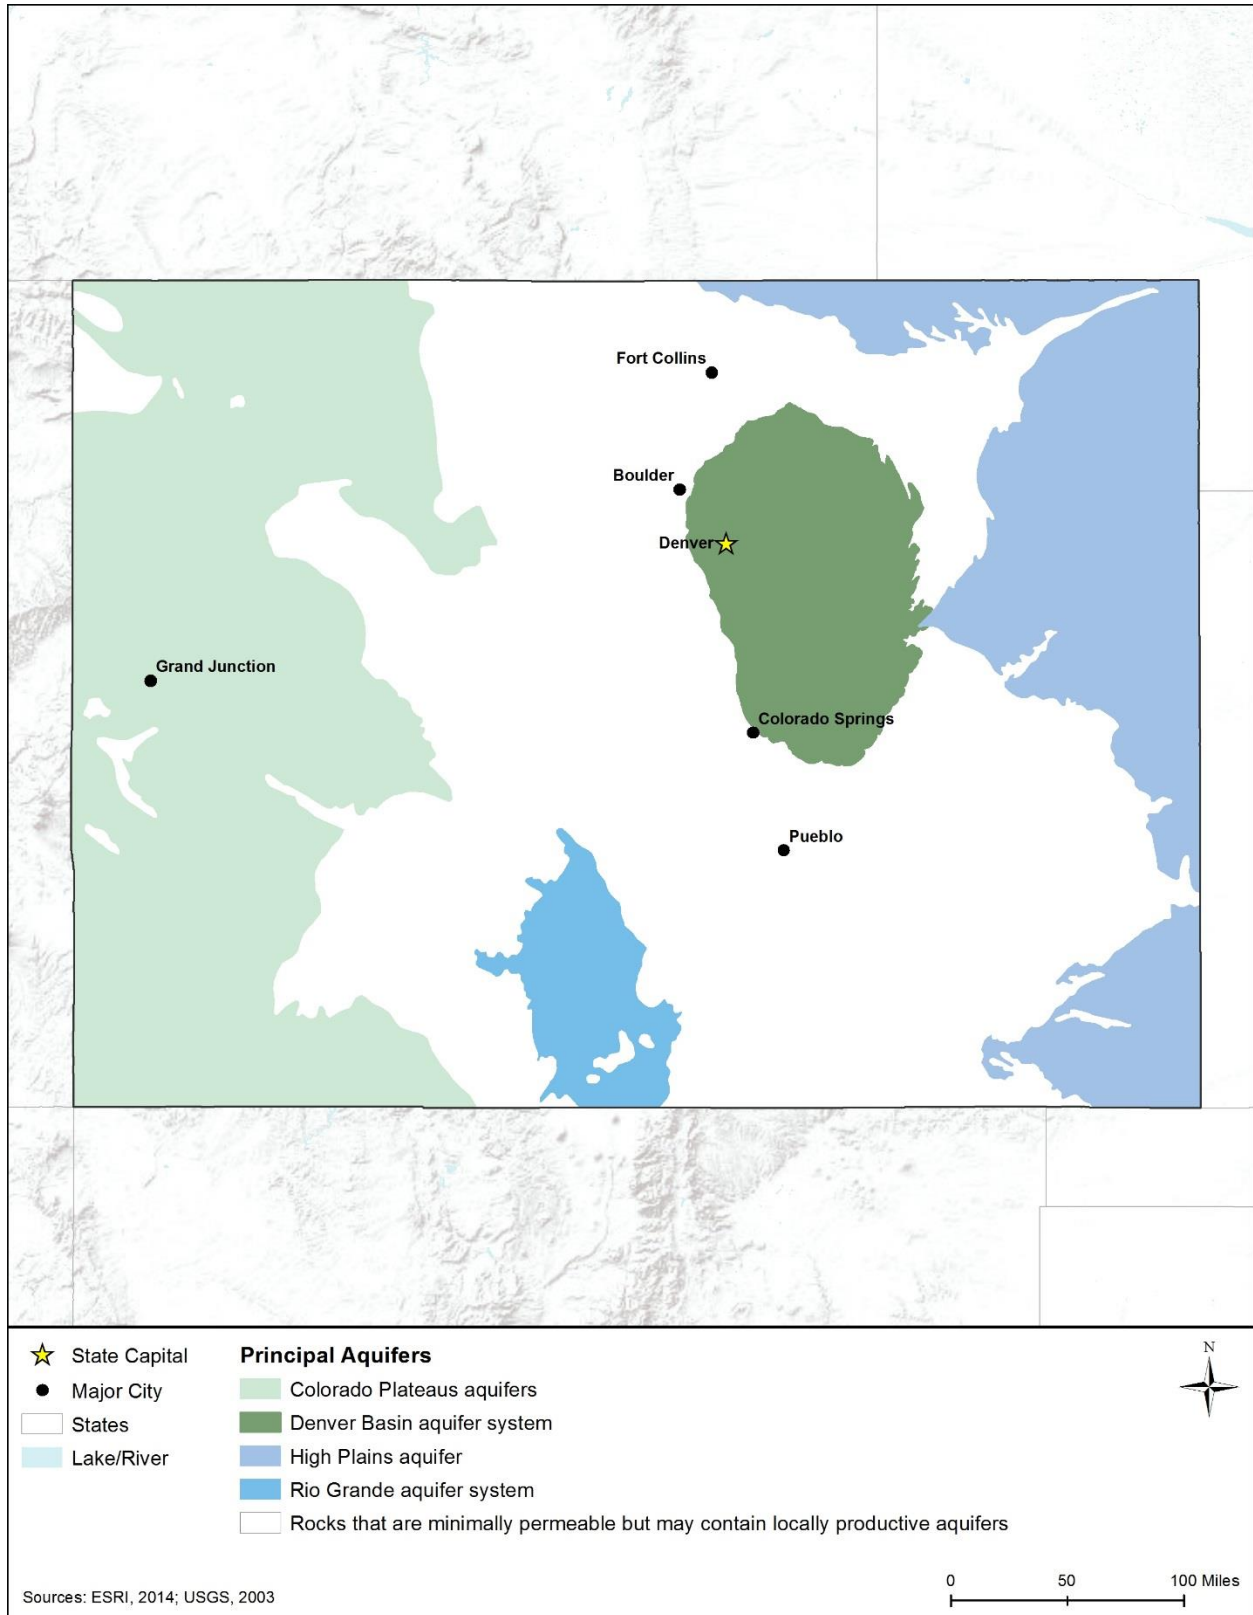 Fort Collins
Boulder
Denver
Grand Junction
Colorado Springs
Pueblo
State Capital
Major City
States
Lake/River
Principal Aquifers
Colorado Plateaus aquifers
Denver Basin aquifer system
High Plains aquifer
Rio Grande aquifer system
Rocks that are minimally permeable but may contain locally productive aquifers
N
Sources: ESRI, 2014; USGS, 2003
0 50 100 Miles